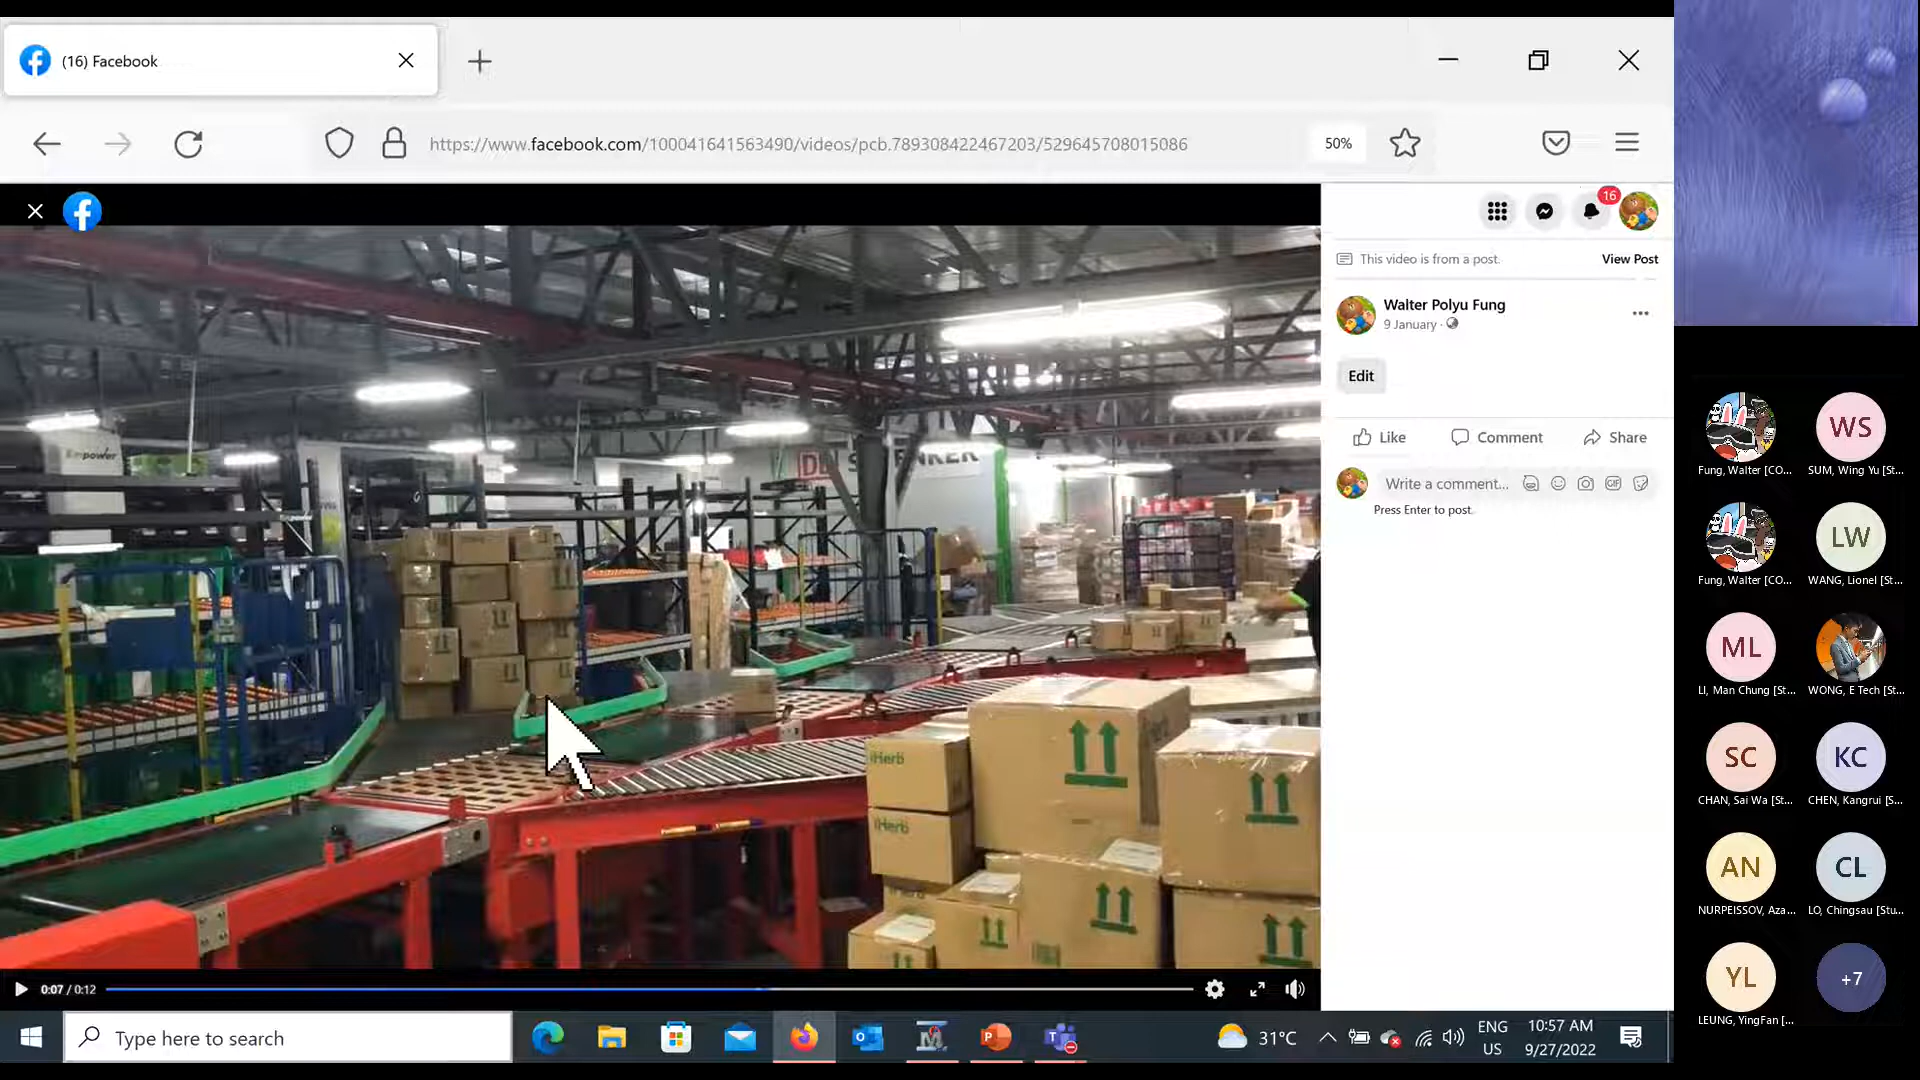 (16) Facebook
https://www.facebook.com/100041641563490/videos/pcb.789308422467203/529645708015086
50%
16
This video is from a post.
View Post
Walter Polyu Fung
9 January ·
Edit
Like
Comment
Share
Write a comment...
GIF
Press Enter to post.
Empower
iHerb
iHerb
0:07 / 0:12
Type here to search
31°C
ENG
US
10:57 AM
9/27/2022
Fung, Walter [CO...
WS
SUM, Wing Yu [St...
Fung, Walter [CO...
LW
WANG, Lionel [St...
ML
LI, Man Chung [St...
WONG, E Tech [St...
SC
CHAN, Sai Wa [St...
KC
CHEN, Kangrui [S...
AN
NURPEISSOV, Aza...
CL
LO, Chingsau [Stu...
YL
LEUNG, YingFan [...
+7